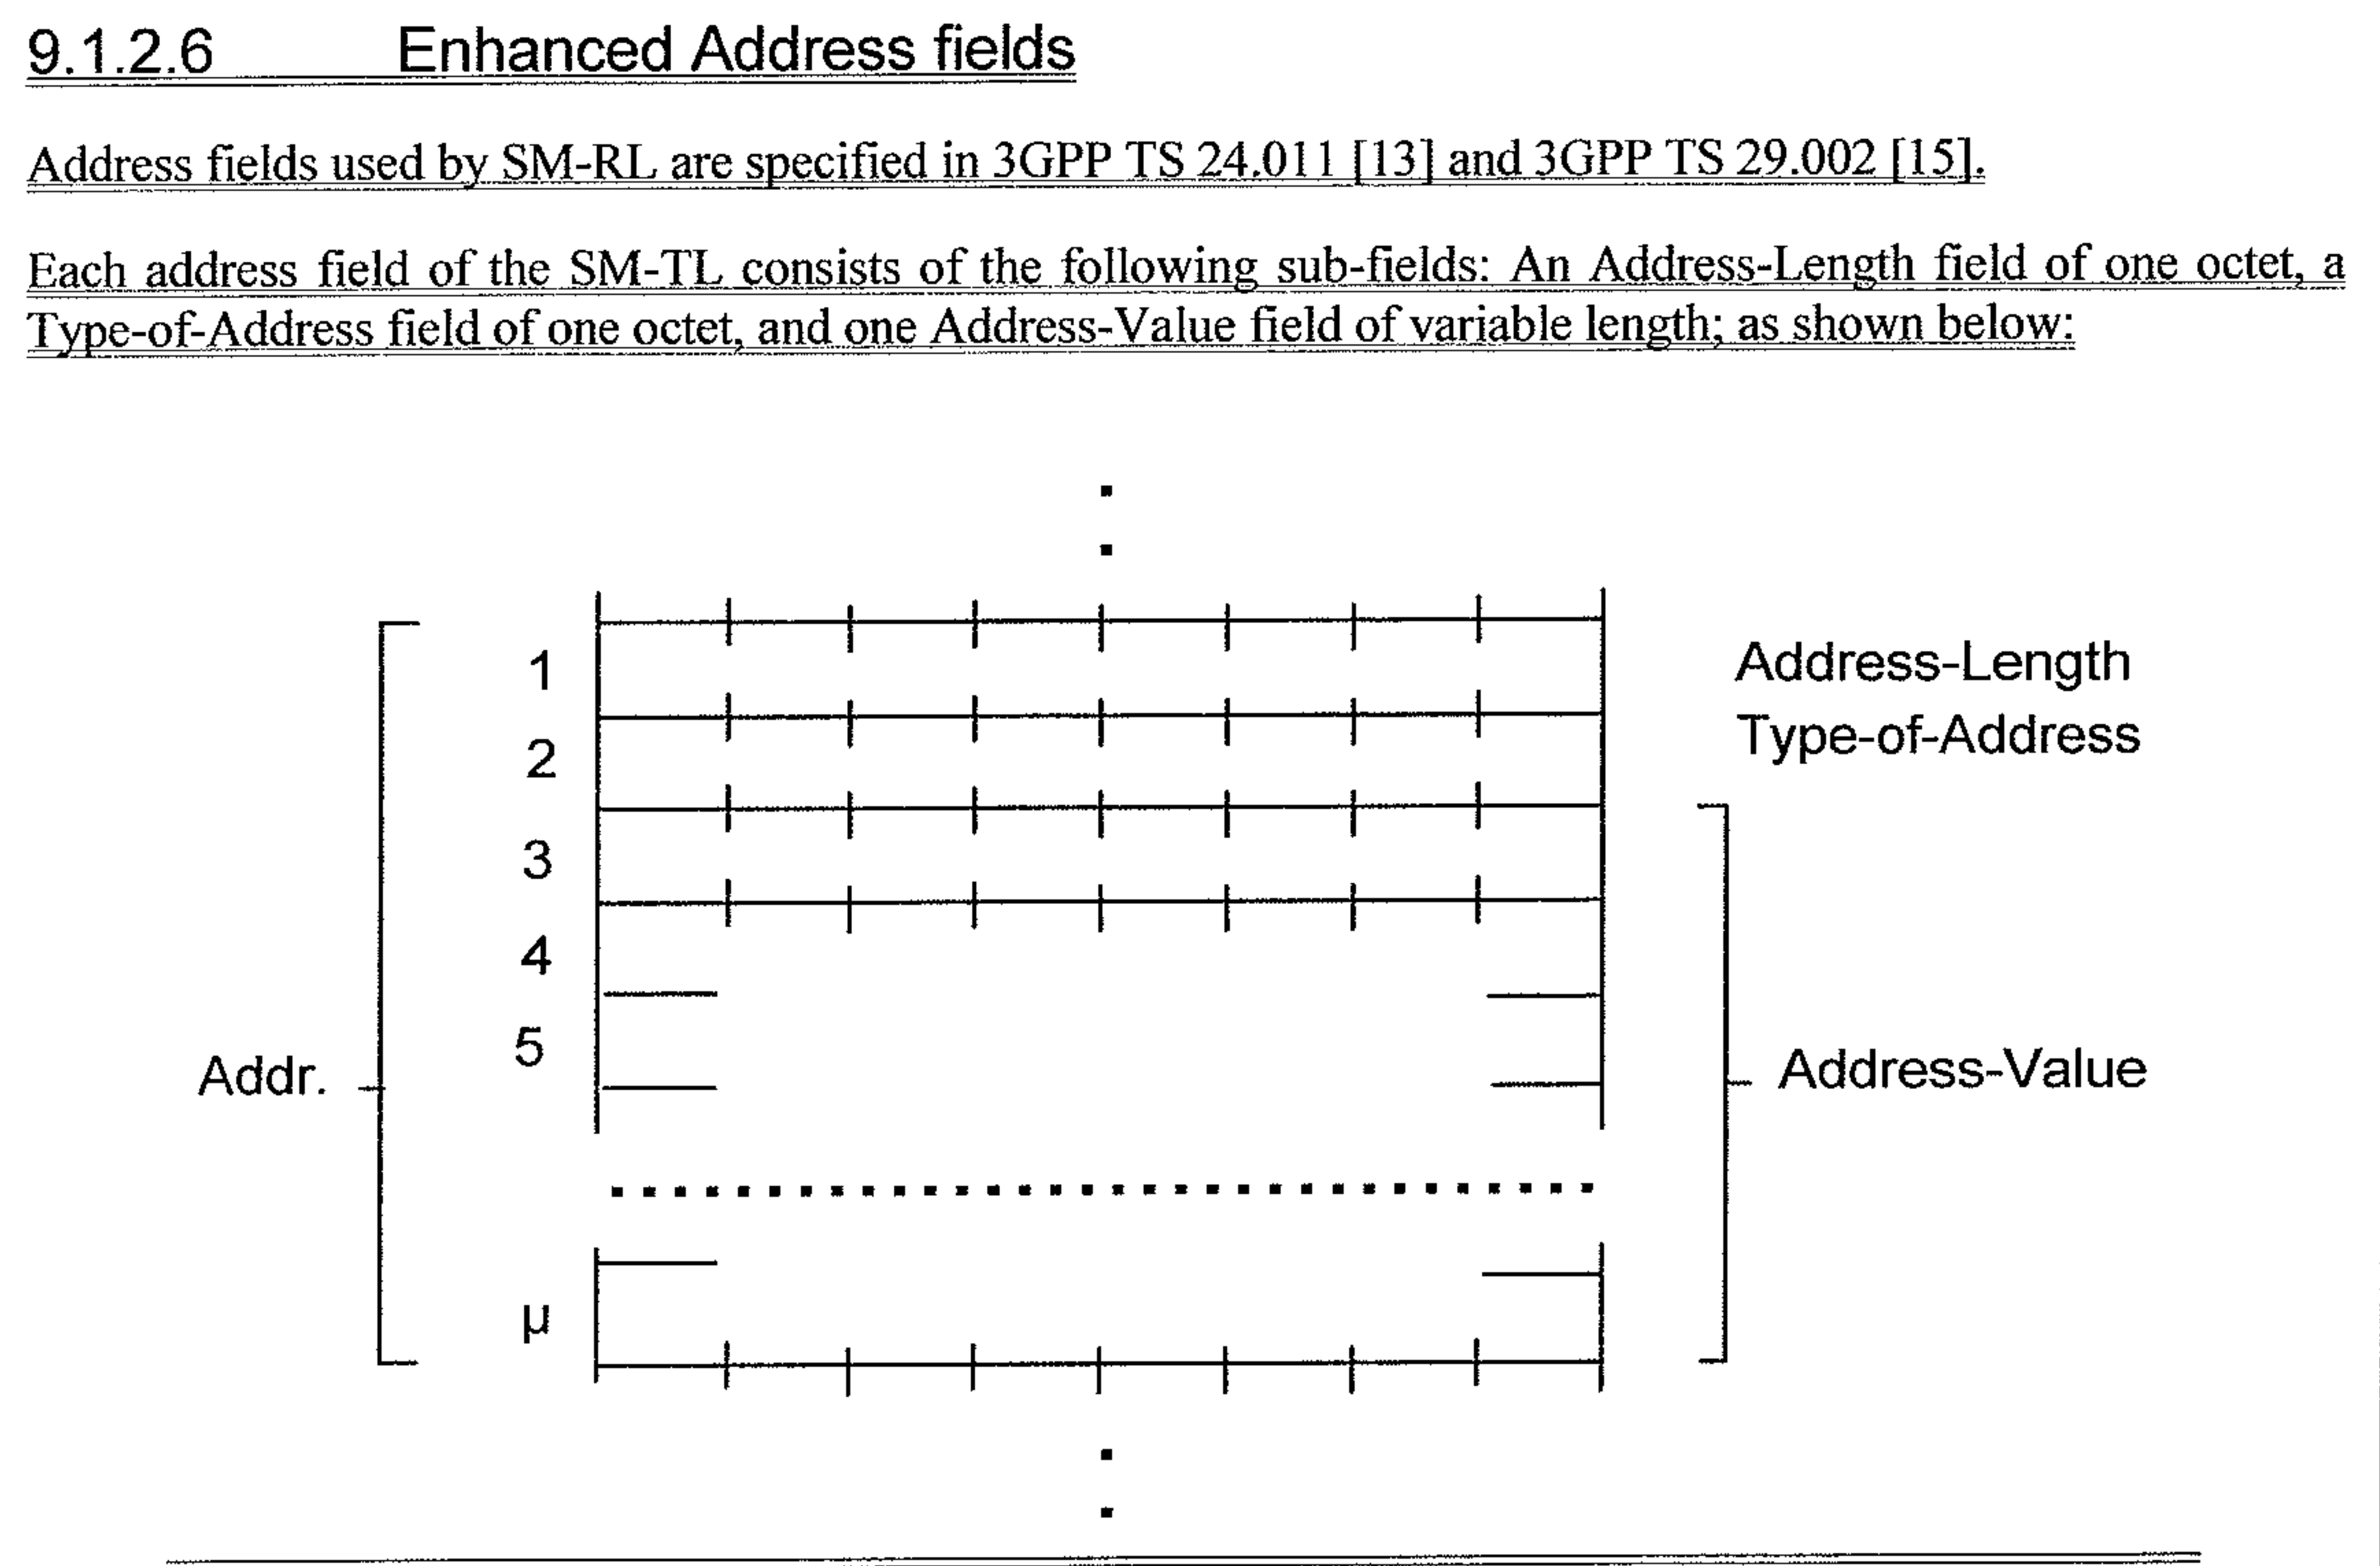 9.1.2.6 Enhanced Address fields
Address fields used by SM-RL are specified in 3GPP TS 24.011 [13] and 3GPP TS 29.002 [15].
Each address field of the SM-TL consists of the following sub-fields: An Address-Length field of one octet, a
Type-of-Address field of one octet, and one Address-Value field of variable length; as shown below:
1 Address-Length
2 Type-of-Address
3
4
5
Addr. Address-Value
μ